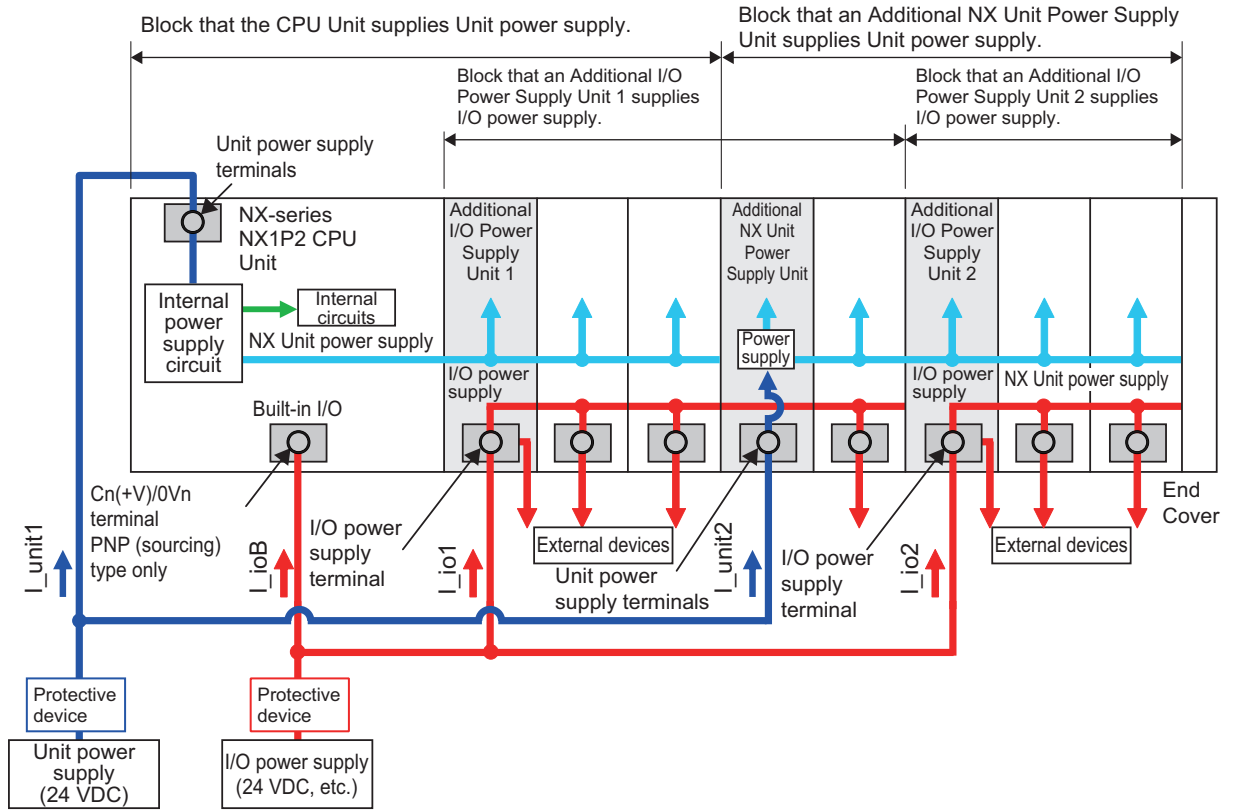 Block that the CPU Unit supplies Unit power supply.
Block that an Additional NX Unit Power Supply
Unit supplies Unit power supply.
Block that an Additional I/O
Power Supply Unit 1 supplies
I/O power supply.
Block that an Additional I/O
Power Supply Unit 2 supplies
I/O power supply.
Unit power supply
terminals
NX-series
NX1P2 CPU
Unit
Additional
I/O Power
Supply
Unit 1
Additional
NX Unit
Power
Supply Unit
Additional
I/O Power
Supply
Unit 2
Internal
power
supply
circuit
Internal
circuits
NX Unit power supply
Power
supply
I/O power
supply
I/O power
supply
NX Unit power supply
Built-in I/O
Cn(+V)/0Vn
terminal
PNP (sourcing)
type only
I/O power
supply
terminal
External devices
Unit power
supply terminals
I/O power
supply
terminal
External devices
End
Cover
I_unit1
I_ioB
I_io1
I_unit2
I_io2
Protective
device
Protective
device
Unit power
supply
(24 VDC)
I/O power supply
(24 VDC, etc.)